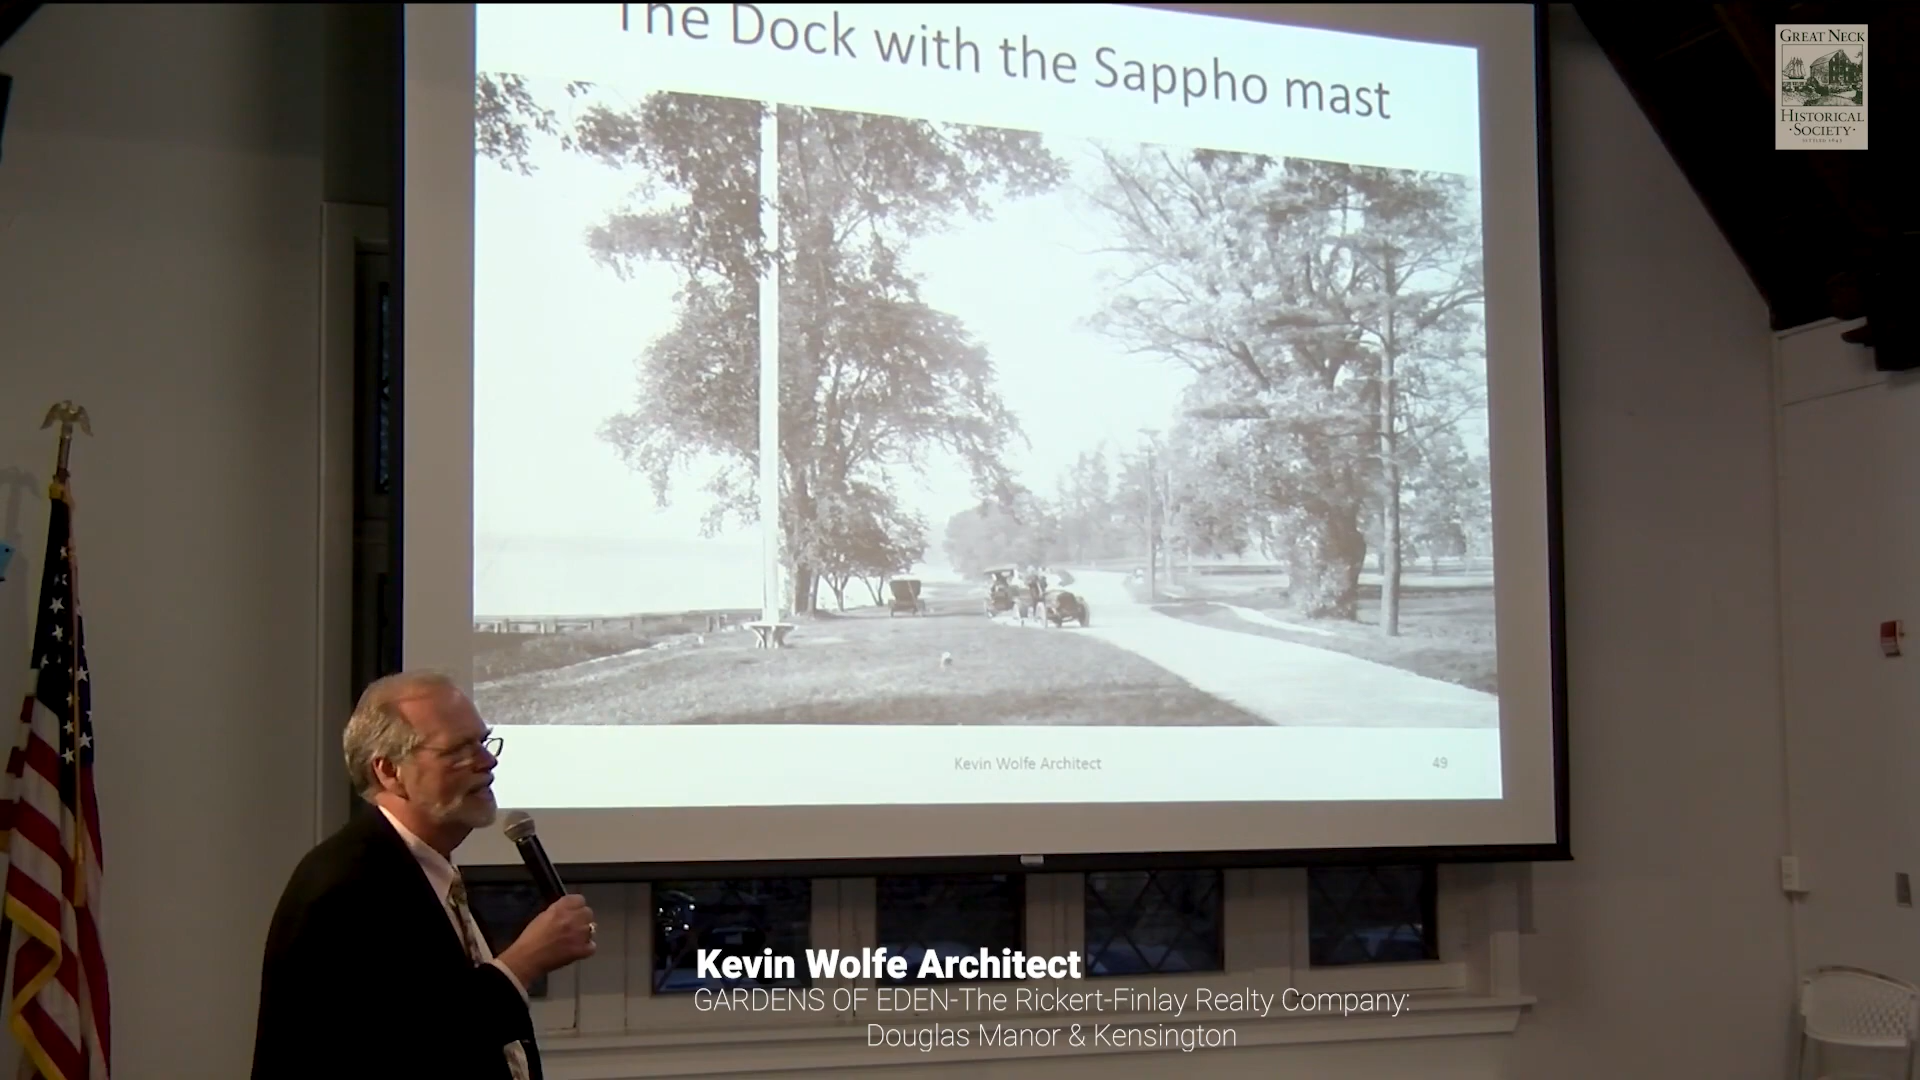 The Dock with the Sappho mast
GREAT NECK
HISTORICAL
·SOCIETY·
Kevin Wolfe Architect
49
Kevin Wolfe Architect
GARDENS OF EDEN-The Rickert-Finlay Realty Company:
Douglas Manor & Kensington